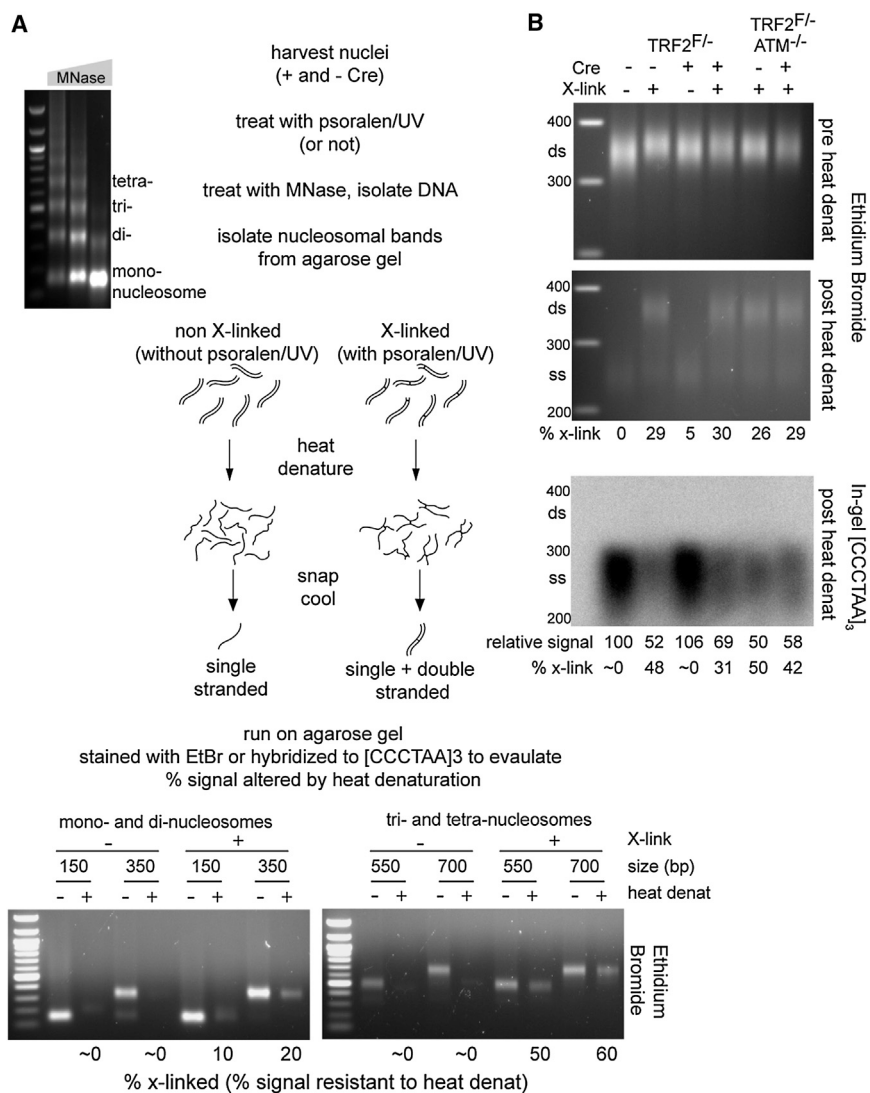 A
MNase
tetra-
tri-
di-
mono-
nucleosome
harvest nuclei
(+ and - Cre)
treat with psoralen/UV
(or not)
treat with MNase, isolate DNA
isolate nucleosomal bands
from agarose gel
non X-linked
(without psoralen/UV)
X-linked
(with psoralen/UV)
heat
denature
snap
cool
single
stranded
single + double
stranded
run on agarose gel
stained with EtBr or hybridized to [CCCTAA]3 to evaulate
% signal altered by heat denaturation
mono- and di-nucleosomes
tri- and tetra-nucleosomes
- + - + X-link
150 350 150 350 550 700 550 700 size (bp)
- + - + - + - + - + - + - + - + heat denat
Ethidium
Bromide
~0 ~0 10 20 ~0 ~0 50 60
% x-linked (% signal resistant to heat denat)
B
TRF2F/-
TRF2F/-
ATM-/-
Cre - - + + - +
X-link - + - + + +
400
ds
300
pre heat denat
400
ds
300
ss
200
post heat denat
Ethidium Bromide
% x-link 0 29 5 30 26 29
400
ds
300
ss
200
In-gel [CCCTAA]3
post heat denat
relative signal 100 52 106 69 50 58
% x-link ~0 48 ~0 31 50 42